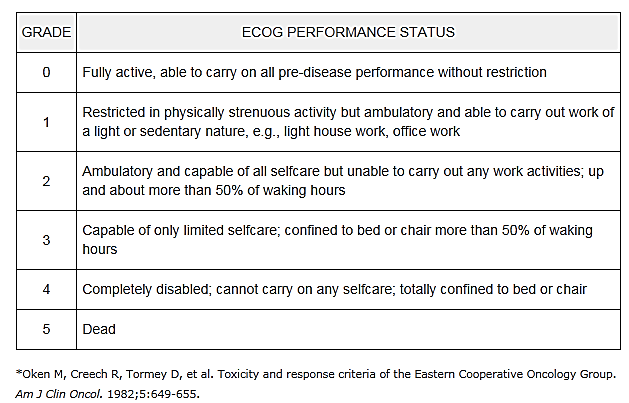 GRADE ECOG PERFORMANCE STATUS
0 Fully active, able to carry on all pre-disease performance without restriction
1 Restricted in physically strenuous activity but ambulatory and able to carry out work of
a light or sedentary nature, e.g., light house work, office work
2 Ambulatory and capable of all selfcare but unable to carry out any work activities; up
and about more than 50% of waking hours
3 Capable of only limited selfcare; confined to bed or chair more than 50% of waking
hours
4 Completely disabled; cannot carry on any selfcare; totally confined to bed or chair
5 Dead
*Oken M, Creech R, Tormey D, et al. Toxicity and response criteria of the Eastern Cooperative Oncology Group.
Am J Clin Oncol. 1982;5:649-655.